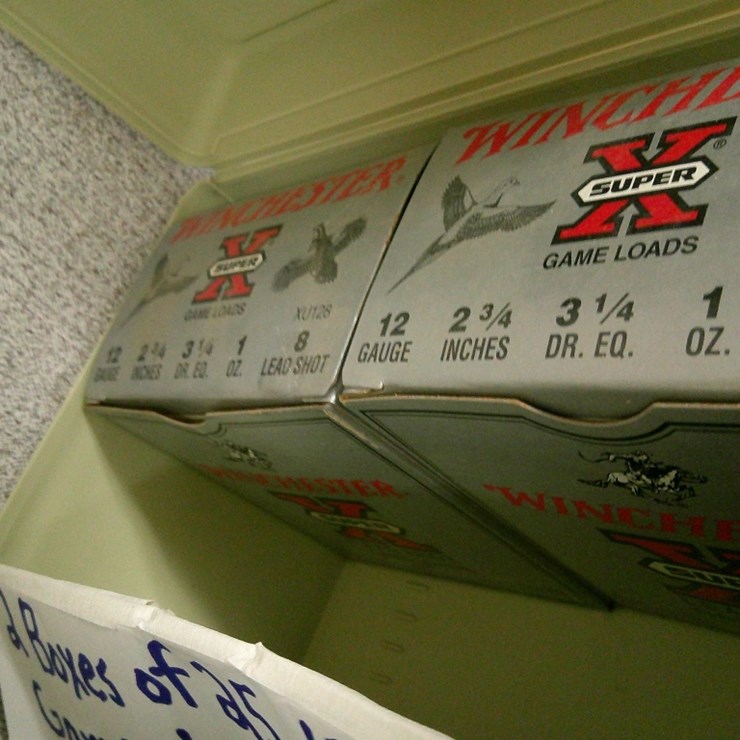 WINCHESTER
X
SUPER
GAME LOADS
XU128
12 2 3/4 3 1/4 1 8
GAUGE INCHES DR. EQ. OZ. LEAD SHOT
WINCHE
X
SUPER®
GAME LOADS
12 2 3/4 3 1/4 1
GAUGE INCHES DR. EQ. OZ.
WINCHESTER
WINCHE
2 Boxes of 25